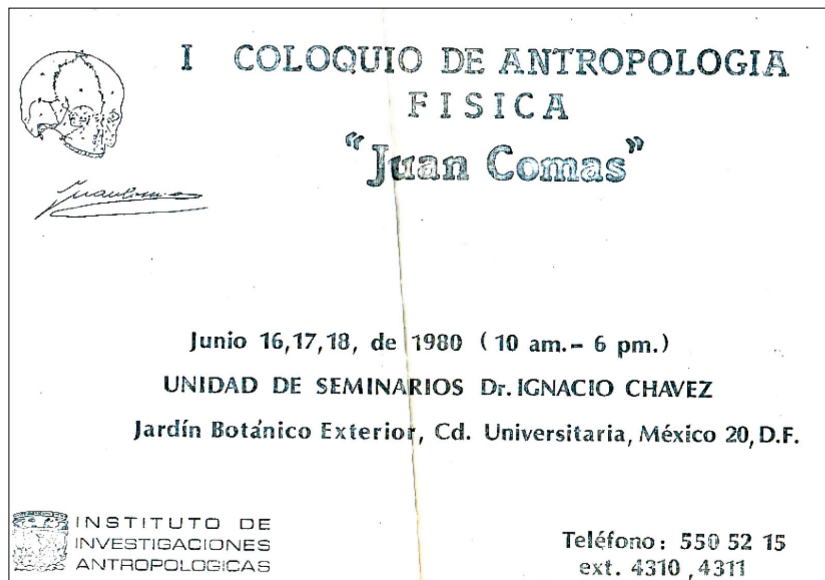 I COLOQUIO DE ANTROPOLOGIA
FISICA
"Juan Comas"
Junio 16,17,18, de 1980 ( 10 am.- 6 pm.)
UNIDAD DE SEMINARIOS Dr. IGNACIO CHAVEZ
Jardín Botánico Exterior, Cd. Universitaria, México 20, D.F.
INSTITUTO DE
INVESTIGACIONES
ANTROPOLOGICAS
Teléfono: 550 52 15
ext. 4310 ,4311